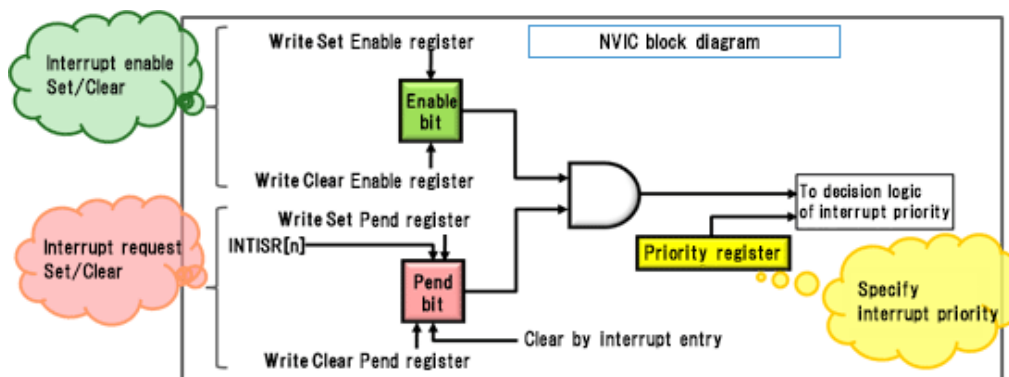 Write Set Enable register
NVIC block diagram
Interrupt enable
Set/Clear
Enable
bit
Write Clear Enable register
Write Set Pend register
INTISR[n]
Interrupt request
Set/Clear
Pend
bit
Clear by interrupt entry
Write Clear Pend register
To decision logic
of interrupt priority
Priority register
Specify
interrupt priority